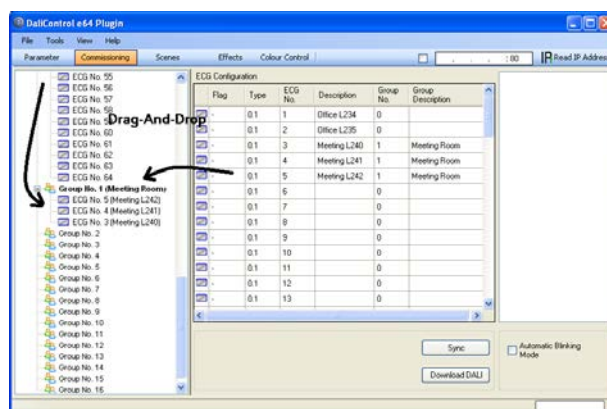 DaliControl e64 Plugin
File Tools View Help
Parameter Commissioning Scenes Effects Colour Control . . . : 00 Read IP Addres
ECG No. 55
ECG No. 56
ECG No. 57
ECG No. 58
Drag-And-Drop
ECG No. 60
ECG No. 61
ECG No. 62
ECG No. 63
ECG No. 64
Group No. 1 (Meeting Room)
ECG No. 5 (Meeting L242)
ECG No. 4 (Meeting L241)
ECG No. 3 (Meeting L240)
Group No. 2
Group No. 3
Group No. 4
Group No. 5
Group No. 6
Group No. 7
Group No. 8
Group No. 9
Group No. 10
Group No. 11
Group No. 12
Group No. 13
Group No. 14
Group No. 15
Group No. 16
ECG Configuration
Flag Type ECG No. Description Group No. Group Description
- 0.1 1 Office L234 0
- 0.1 2 Office L235 0
- 0.1 3 Meeting L240 1 Meeting Room
- 0.1 4 Meeting L241 1 Meeting Room
- 0.1 5 Meeting L242 1 Meeting Room
- 0.1 6 0
- 0.1 7 0
- 0.1 8 0
- 0.1 9 0
- 0.1 10 0
- 0.1 11 0
- 0.1 12 0
- 0.1 13 0
Sync
Download DALI
Automatic Blinking
Mode